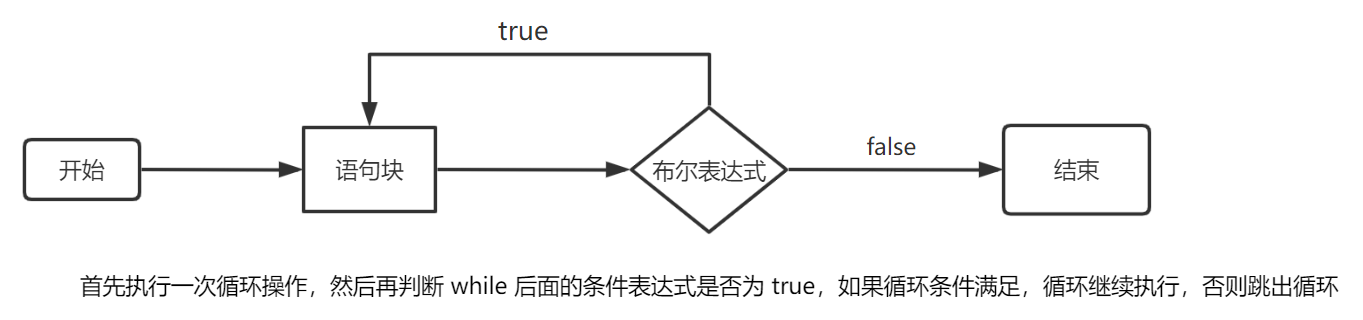 true
开始
语句块
布尔表达式
false
结束
首先执行一次循环操作，然后再判断 while 后面的条件表达式是否为 true，如果循环条件满足，循环继续执行，否则跳出循环